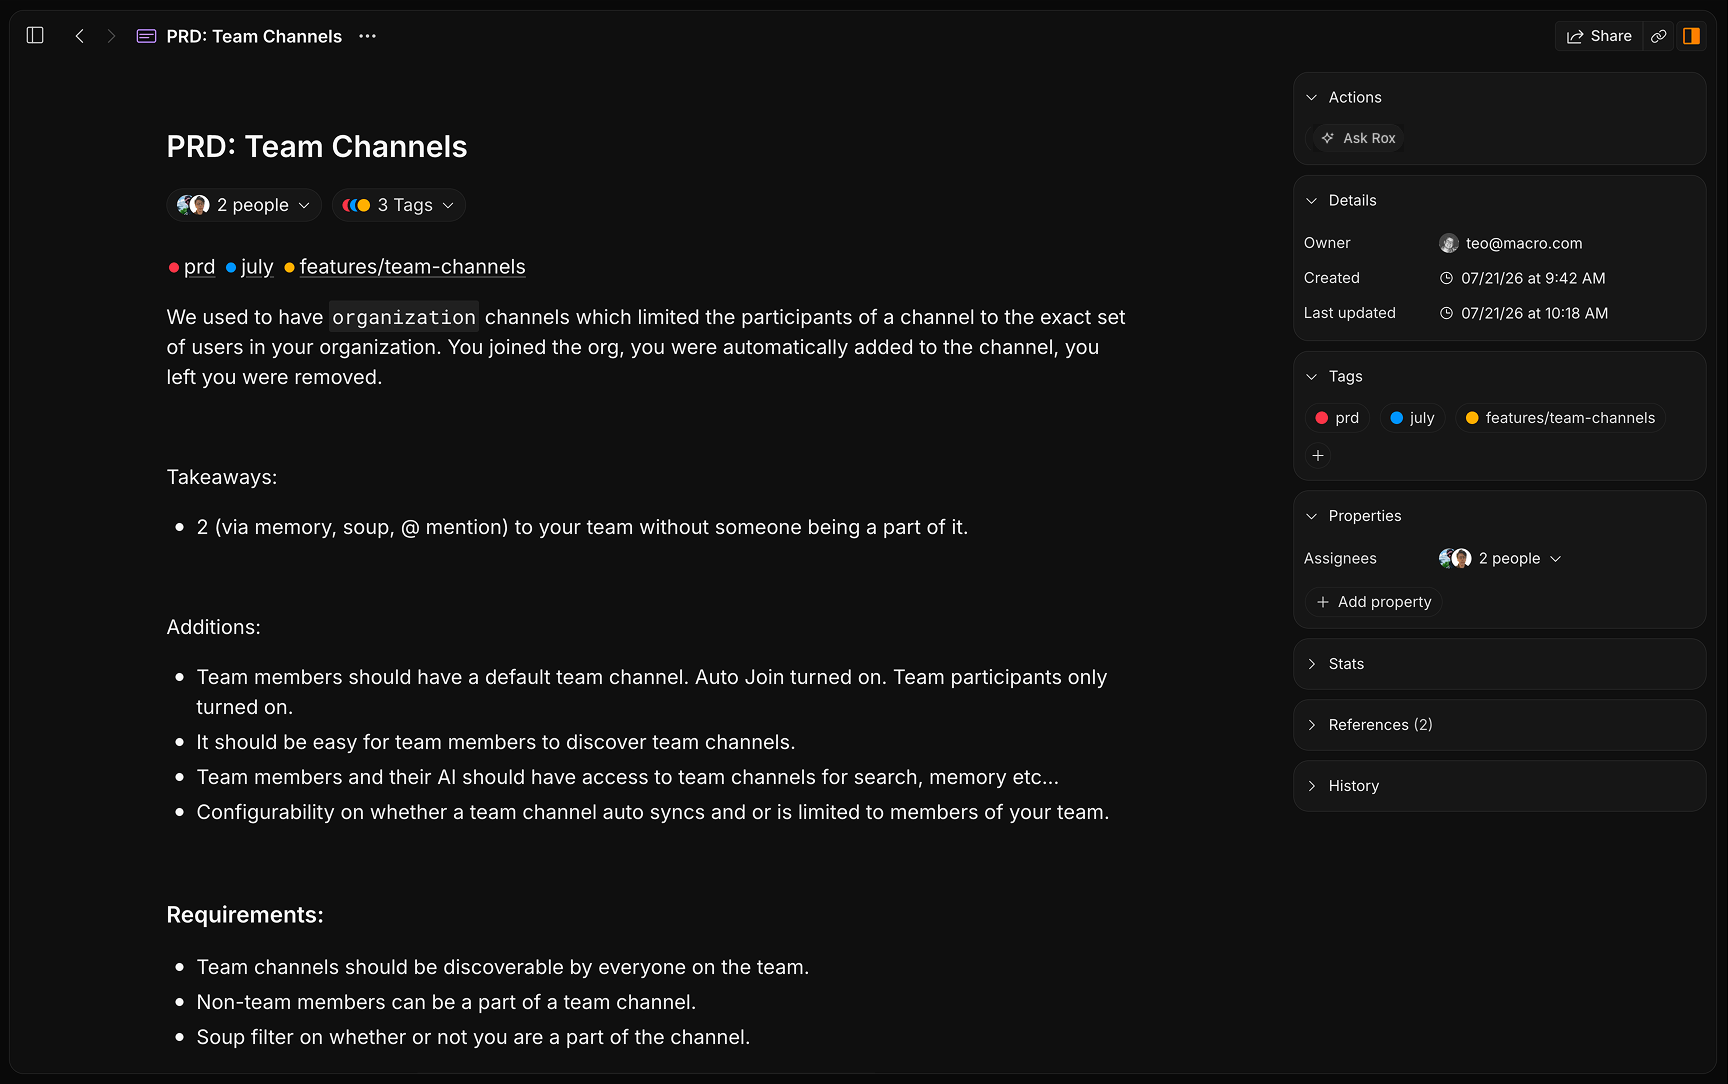 PRD: Team Channels
Share
PRD: Team Channels
2 people
3 Tags
prd july features/team-channels
We used to have organization channels which limited the participants of a channel to the exact set
of users in your organization. You joined the org, you were automatically added to the channel, you
left you were removed.
Takeaways:
2 (via memory, soup, @ mention) to your team without someone being a part of it.
Additions:
Team members should have a default team channel. Auto Join turned on. Team participants only
turned on.
It should be easy for team members to discover team channels.
Team members and their AI should have access to team channels for search, memory etc...
Configurability on whether a team channel auto syncs and or is limited to members of your team.
Requirements:
Team channels should be discoverable by everyone on the team.
Non-team members can be a part of a team channel.
Soup filter on whether or not you are a part of the channel.
Actions
Ask Rox
Details
Owner teo@macro.com
Created 07/21/26 at 9:42 AM
Last updated 07/21/26 at 10:18 AM
Tags
prd july features/team-channels
Properties
Assignees 2 people
Add property
Stats
References (2)
History